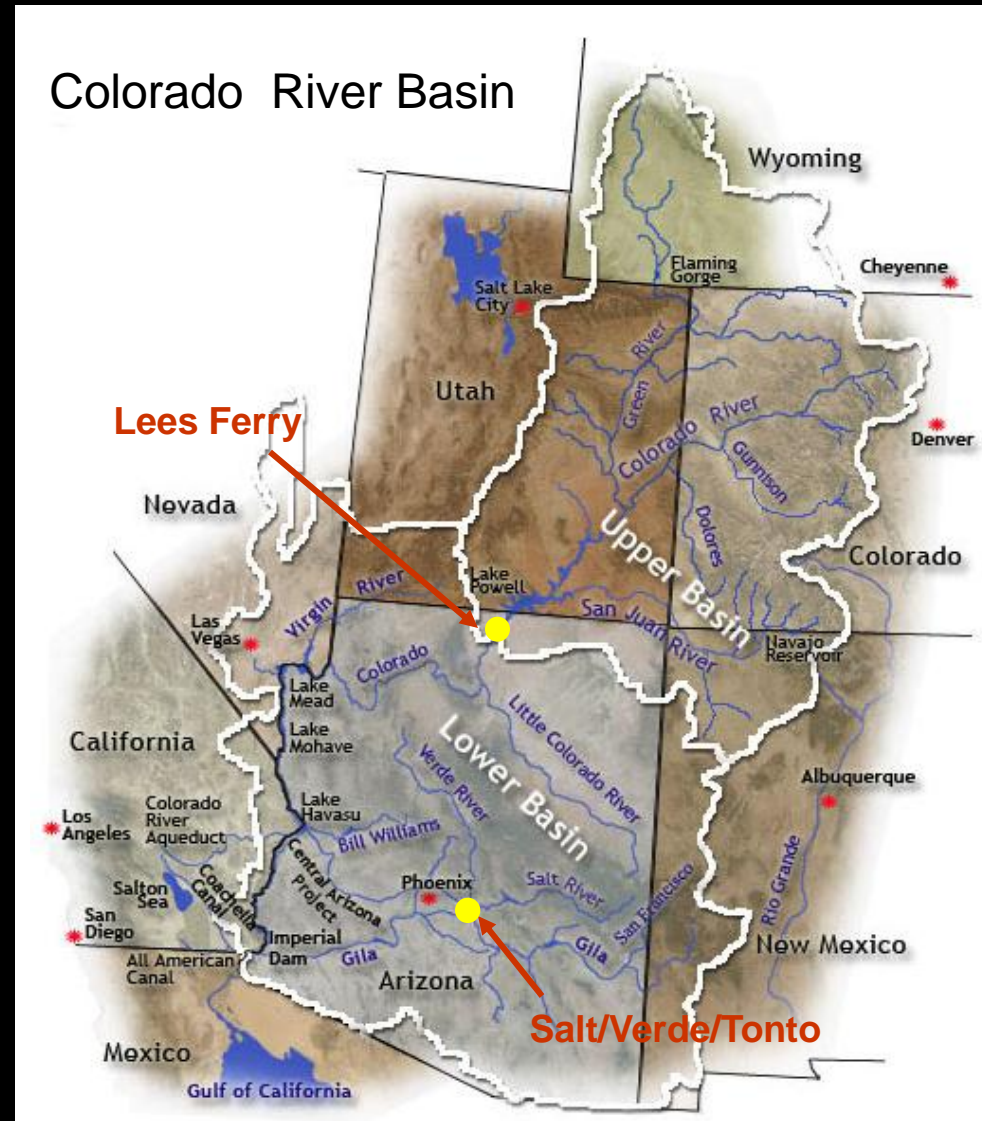 Colorado River Basin
Wyoming
Flaming
Gorge
Cheyenne
Salt Lake
City
River
Green
Utah
Lees Ferry
Colorado River
Denver
Gunnison
Nevada
Dolores
Upper Basin
Colorado
Lake
Powell
River
Virgin
San Juan River
Las
Vegas
Navajo
Reservoir
Colorado
Lake
Mead
Little Colorado River
Lake
Mohave
California
Lower Basin
Verde River
Albuquerque
Lake
Havasu
Colorado
River
Aqueduct
Los
Angeles
Bill Williams
Central Arizona
Project
Rio Grande
Phoenix
Salt River
San Francisco
Salton
Sea
Coachella
Canal
San
Diego
Imperial
Dam
Gila
Gila
New Mexico
All American
Canal
Arizona
Salt/Verde/Tonto
Mexico
Gulf of California